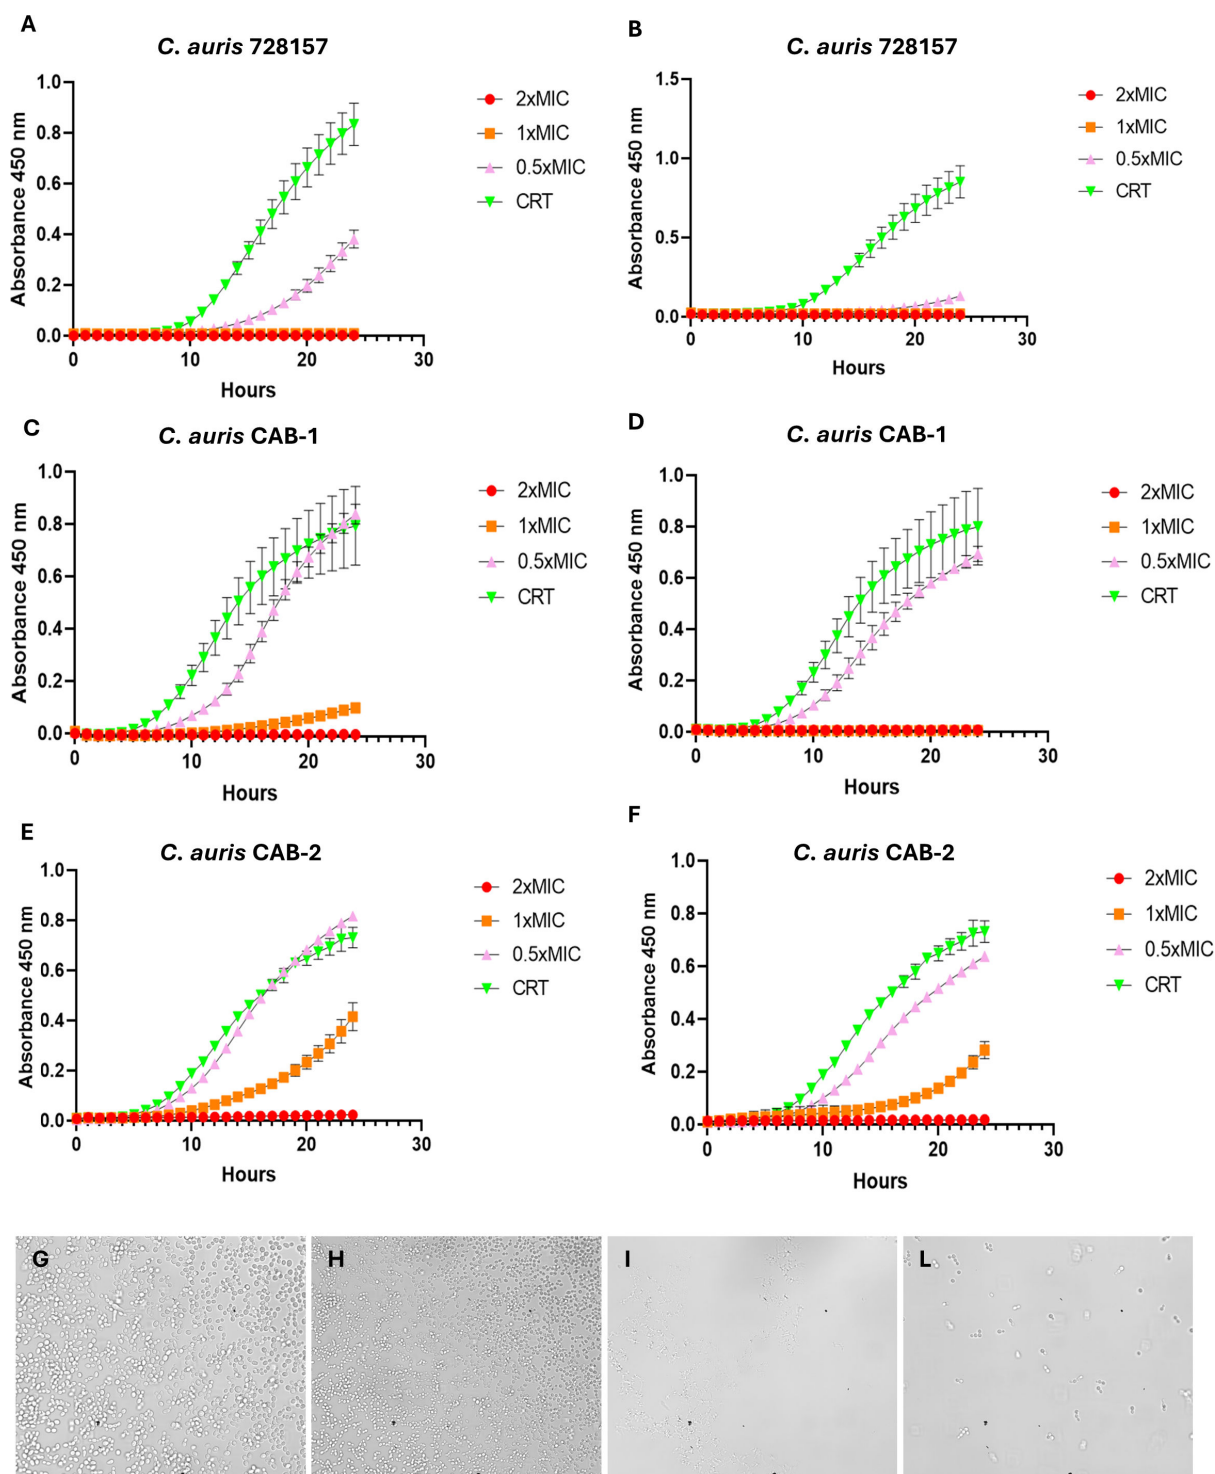 A
C. auris 728157
Absorbance 450 nm
1.0
0.8
0.6
0.4
0.2
0.0
0
10
20
30
Hours
2xMIC
1xMIC
0.5xMIC
CRT
B
C. auris 728157
Absorbance 450 nm
1.5
1.0
0.5
0.0
0
10
20
30
Hours
2xMIC
1xMIC
0.5xMIC
CRT
C
C. auris CAB-1
Absorbance 450 nm
1.0
0.8
0.6
0.4
0.2
0.0
0
10
20
30
Hours
2xMIC
1xMIC
0.5xMIC
CRT
D
C. auris CAB-1
Absorbance 450 nm
1.0
0.8
0.6
0.4
0.2
0.0
0
10
20
30
Hours
2xMIC
1xMIC
0.5xMIC
CRT
E
C. auris CAB-2
Absorbance 450 nm
1.0
0.8
0.6
0.4
0.2
0.0
0
10
20
30
Hours
2xMIC
1xMIC
0.5xMIC
CRT
F
C. auris CAB-2
Absorbance 450 nm
1.0
0.8
0.6
0.4
0.2
0.0
0
10
20
30
Hours
2xMIC
1xMIC
0.5xMIC
CRT
G
H
I
L